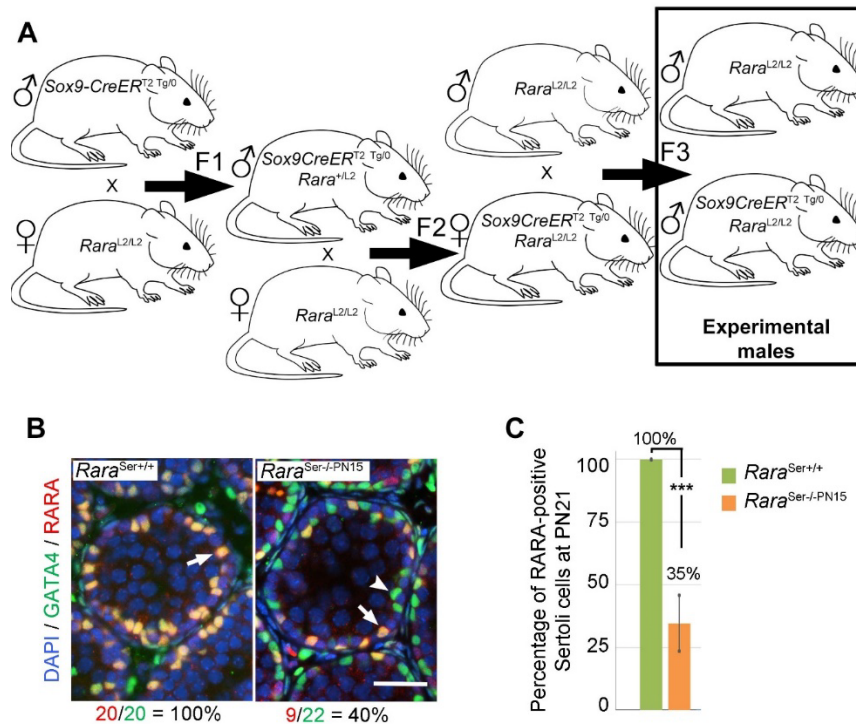 A
♂
Sox9-CreERT2 Tg/0
x
♀
RaraL2/L2
F1
♂
Sox9CreERT2 Tg/0
Rara+/L2
x
♀
RaraL2/L2
F2
♂
RaraL2/L2
x
♀
Sox9CreERT2 Tg/0
RaraL2/L2
F3
♂
RaraL2/L2
♂
Sox9CreERT2 Tg/0
RaraL2/L2
Experimental
males
B
DAPI / GATA4 / RARA
RaraSer+/+
20/20 = 100%
RaraSer-/-PN15
9/22 = 40%
C
Percentage of RARA-positive
Sertoli cells at PN21
100
75
50
25
0
100%
***
35%
RaraSer+/+
RaraSer-/-PN15